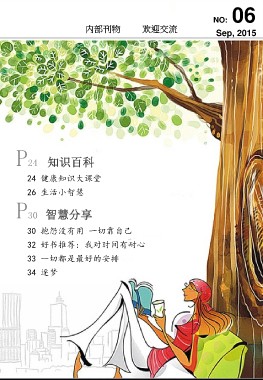 内部刊物 欢迎交流
NO: 06
Sep, 2015
P24 知识百科
24 健康知识大课堂
26 生活小智慧
P30 智慧分享
30 抱怨没有用 一切靠自己
32 好书推荐：我对时间有耐心
33 一切都是最好的安排
34 逐梦